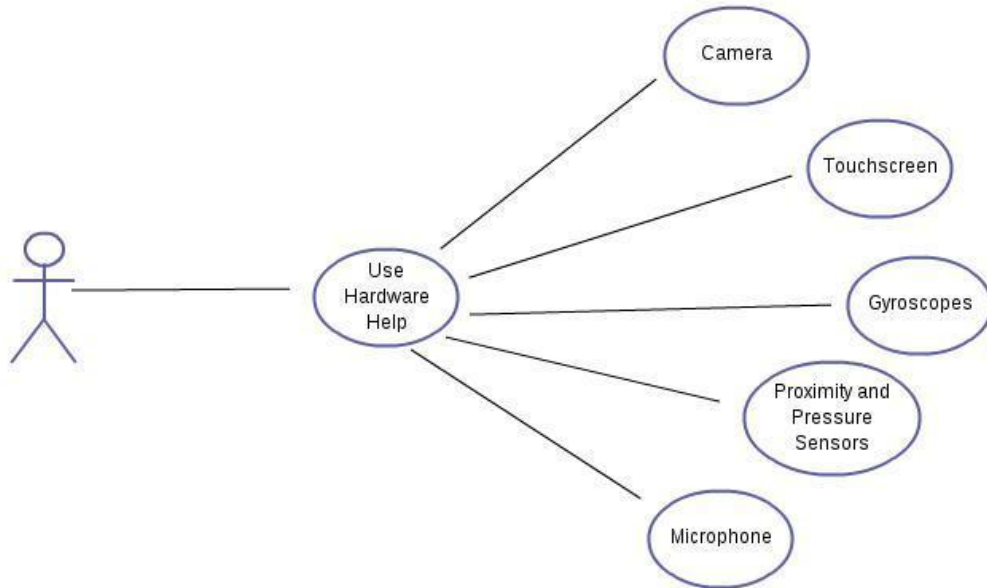 Camera
Touchscreen
Use
Hardware
Help
Gyroscopes
Proximity and
Pressure
Sensors
Microphone